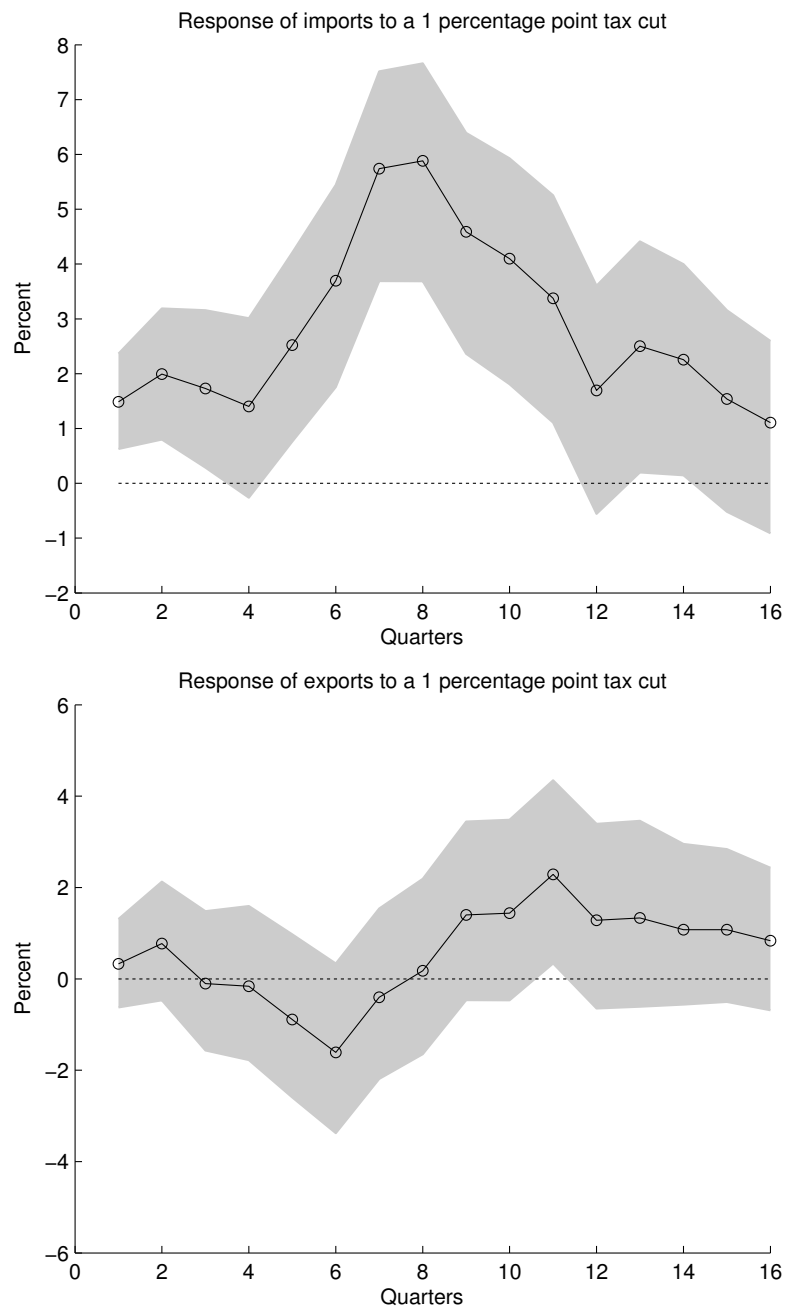 Response of imports to a 1 percentage point tax cut
8
7
6
5
4
3
2
1
0
−1
−2
Percent
0 2 4 6 8 10 12 14 16
Quarters
Response of exports to a 1 percentage point tax cut
6
4
2
0
−2
−4
−6
Percent
0 2 4 6 8 10 12 14 16
Quarters